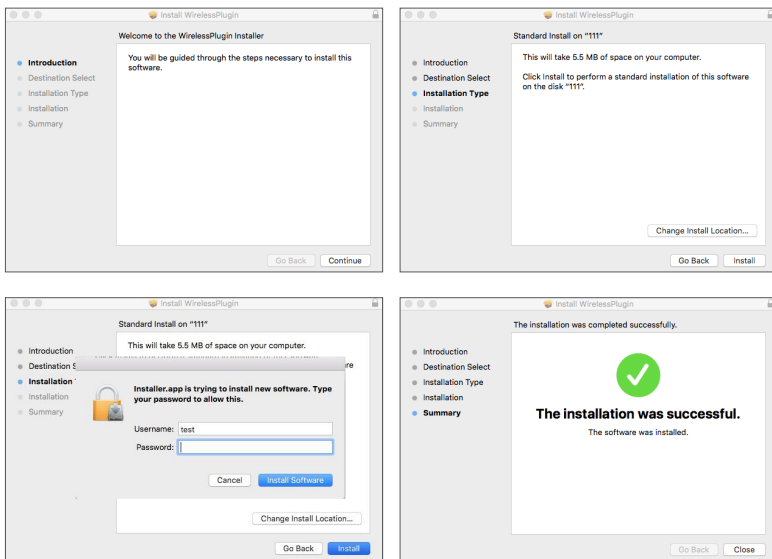 Install WirelessPlugin
Welcome to the WirelessPlugin Installer
Introduction
Destination Select
Installation Type
Installation
Summary
You will be guided through the steps necessary to install this
software.
Go Back
Continue
Install WirelessPlugin
Standard Install on "111"
Introduction
Destination Select
Installation Type
Installation
Summary
This will take 5.5 MB of space on your computer.
Click Install to perform a standard installation of this software
on the disk "111".
Change Install Location...
Go Back
Install
Install WirelessPlugin
Standard Install on "111"
Introduction
Destination S
Installation
Installation
Summary
This will take 5.5 MB of space on your computer.
Installer.app is trying to install new software. Type
your password to allow this.
Username: test
Password:
Cancel
Install Software
Change Install Location...
Go Back
Install
Install WirelessPlugin
The installation was completed successfully.
Introduction
Destination Select
Installation Type
Installation
Summary
The installation was successful.
The software was installed.
Go Back
Close